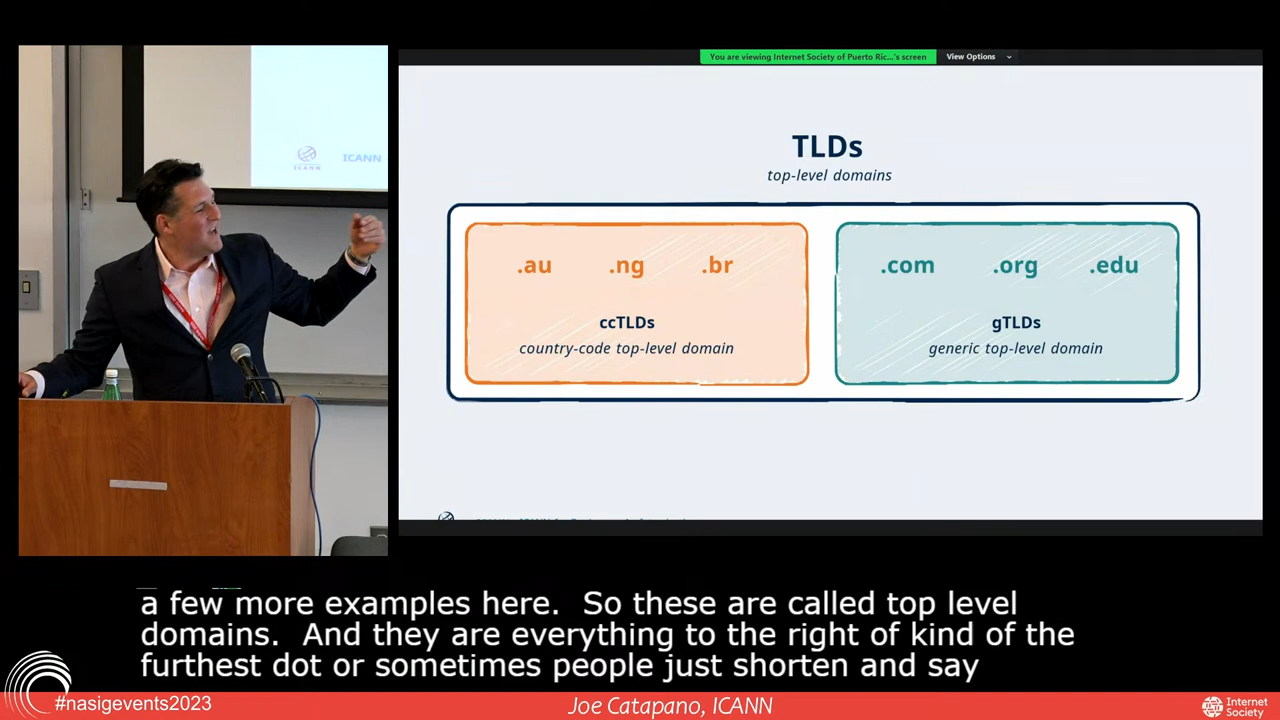 You are viewing Internet Society of Puerto Ric...'s screen
View Options
ICANN
ICANN
TLDs
top-level domains
.au .ng .br
ccTLDs
country-code top-level domain
.com .org .edu
gTLDs
generic top-level domain
a few more examples here. So these are called top level
domains. And they are everything to the right of kind of the
furthest dot or sometimes people just shorten and say
#nasigevents2023
Joe Catapano, ICANN
Internet
Society